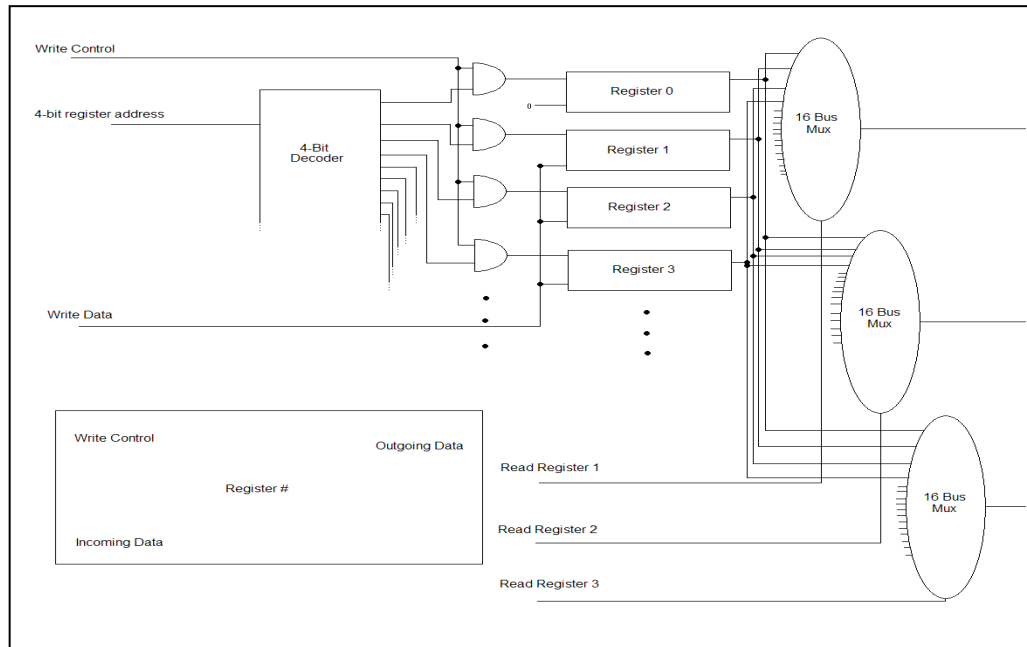 Write Control
4-bit register address
4-Bit
Decoder
0
Register 0
Register 1
Register 2
Register 3
16 Bus
Mux
16 Bus
Mux
16 Bus
Mux
Write Data
Write Control
Outgoing Data
Register #
Incoming Data
Read Register 1
Read Register 2
Read Register 3